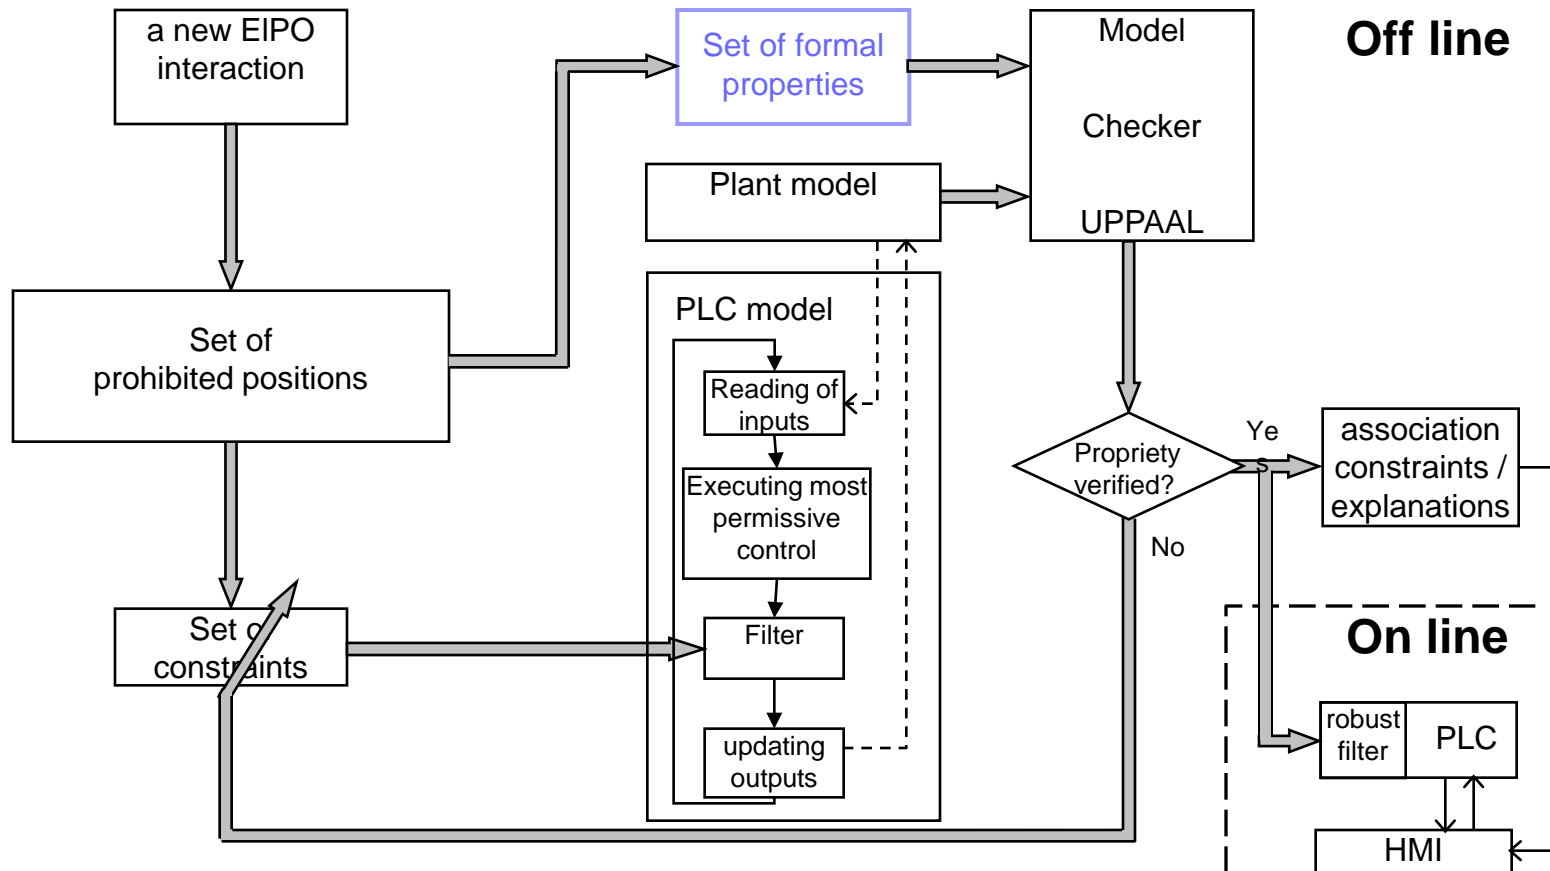 a new EIPO
interaction
Set of formal
properties
Model
Checker
UPPAAL
Off line
Plant model
Set of
prohibited positions
PLC model
Reading of
inputs
Executing most
permissive
control
Filter
updating
outputs
Set of
constraints
Propriety
verified?
Ye
s
No
association
constraints /
explanations
On line
robust
filter
PLC
HMI